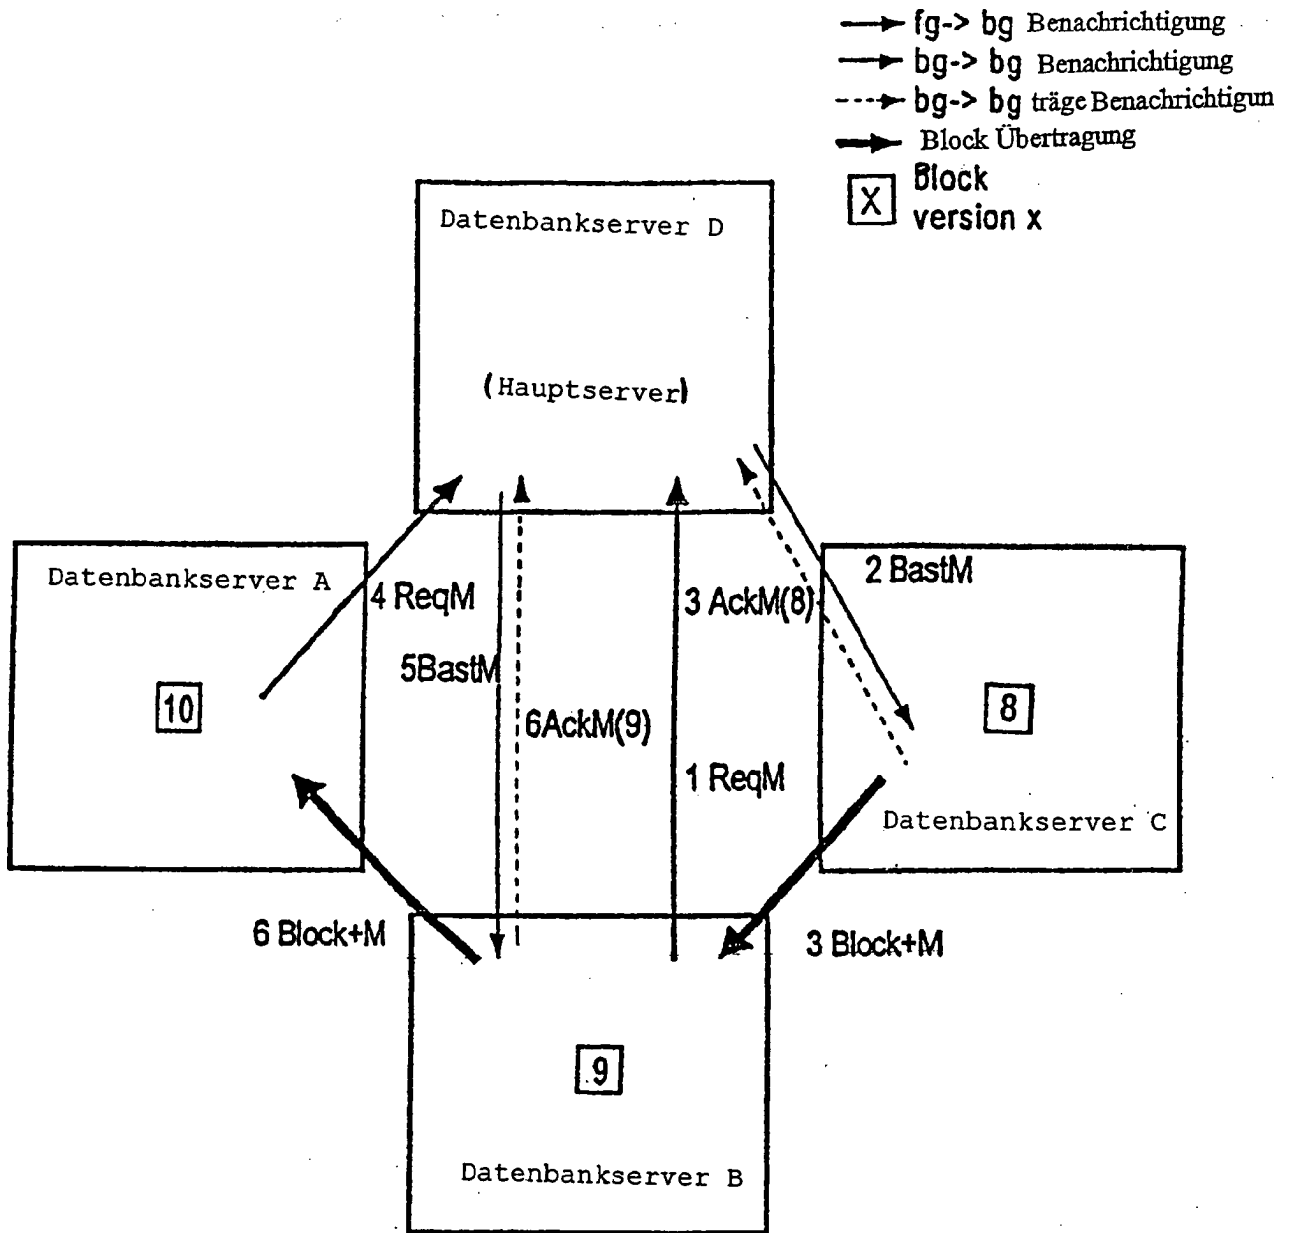 fg-> bg Benachrichtigung
bg-> bg Benachrichtigung
bg-> bg träge Benachrichtigun
Block Übertragung
X Block
version x
Datenbankserver D
(Hauptserver)
Datenbankserver A
4 ReqM
3 AckM(8)
2 BastM
5BastM
10
6AckM(9)
8
1 ReqM
Datenbankserver C
6 Block+M
3 Block+M
9
Datenbankserver B